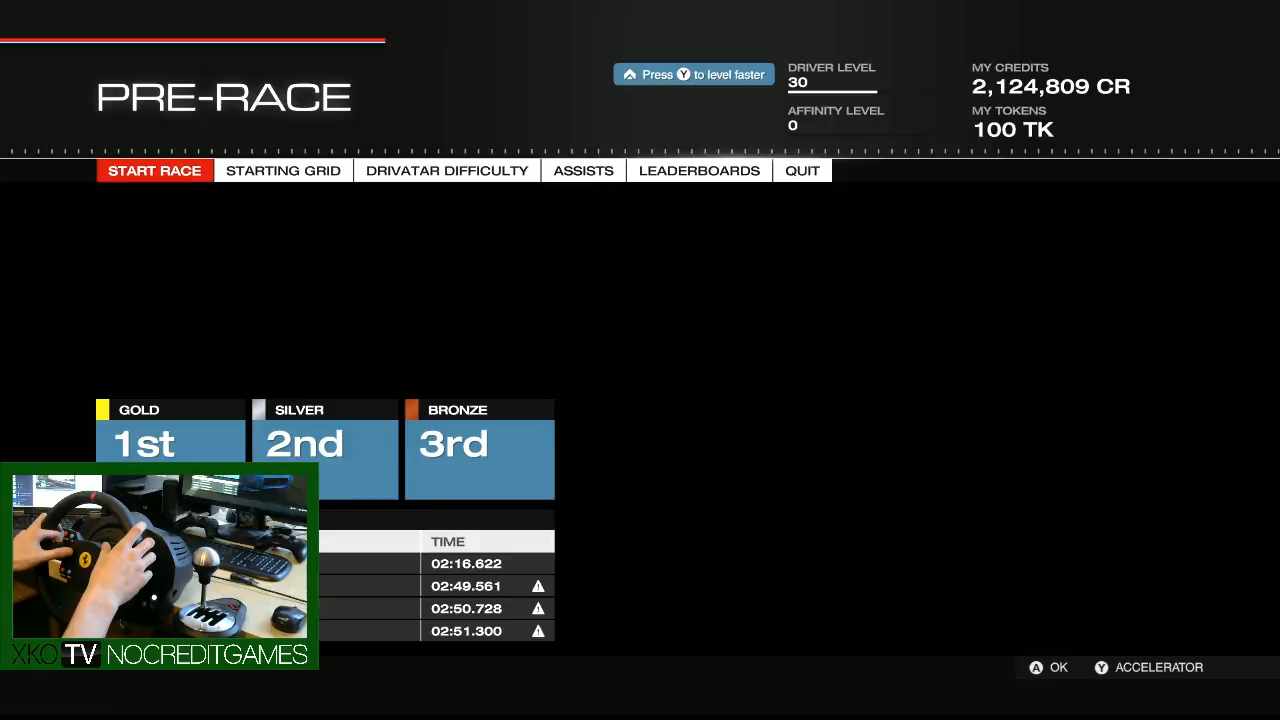 PRE-RACE
Press Y to level faster
DRIVER LEVEL
30
AFFINITY LEVEL
0
MY CREDITS
2,124,809 CR
MY TOKENS
100 TK
START RACE
STARTING GRID
DRIVATAR DIFFICULTY
ASSISTS
LEADERBOARDS
QUIT
GOLD
1st
SILVER
2nd
BRONZE
3rd
TIME
02:16.622
02:49.561
02:50.728
02:51.300
XKO TV NOCREDITGAMES
A OK
Y ACCELERATOR